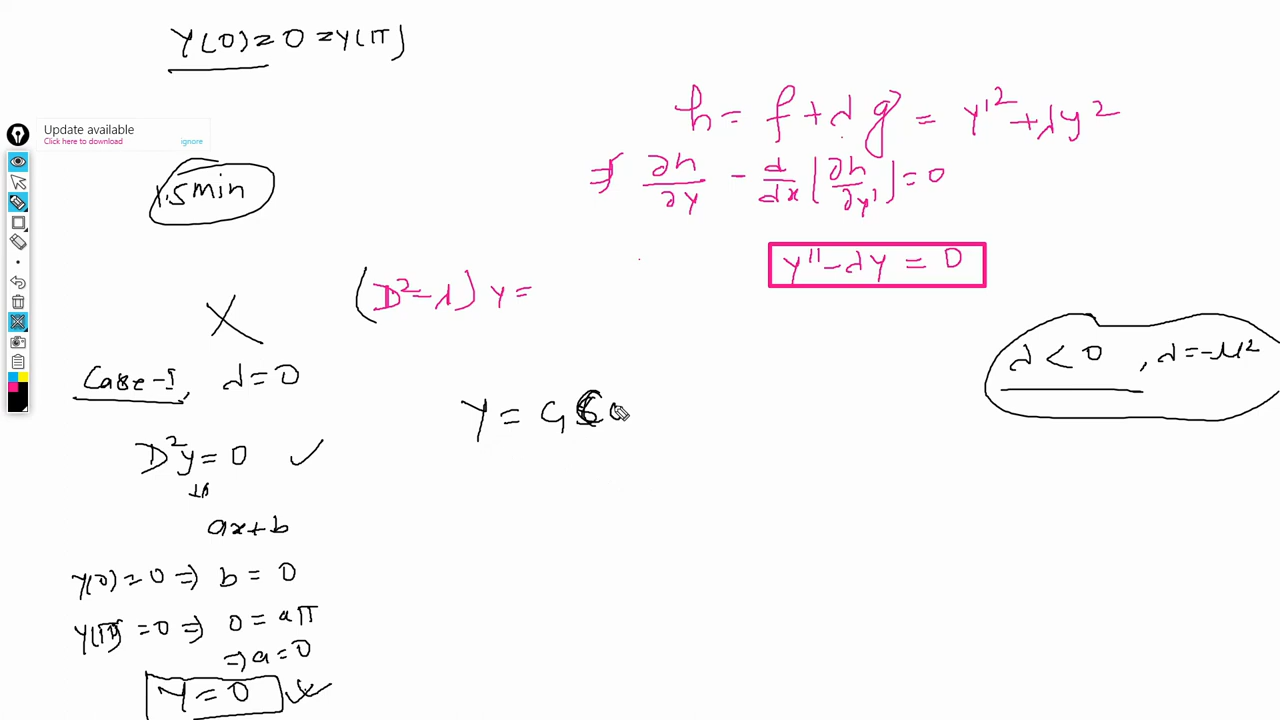 Y(0) = 0 = Y(π)
h = f + λg = y'² + λy²
Update available
Click here to download ignore
⇒ ∂h/∂y - d/dx (∂h/∂y') = 0
1.5min
y'' - λy = 0
(D² - λ) y =
λ < 0 , λ = -μ²
Case-I, λ = 0
Y = C₁ Co
D²y = 0 ✓
ax + b
y(0) = 0 ⇒ b = 0
y(π) = 0 ⇒ 0 = aπ
⇒ a = 0
Y = 0